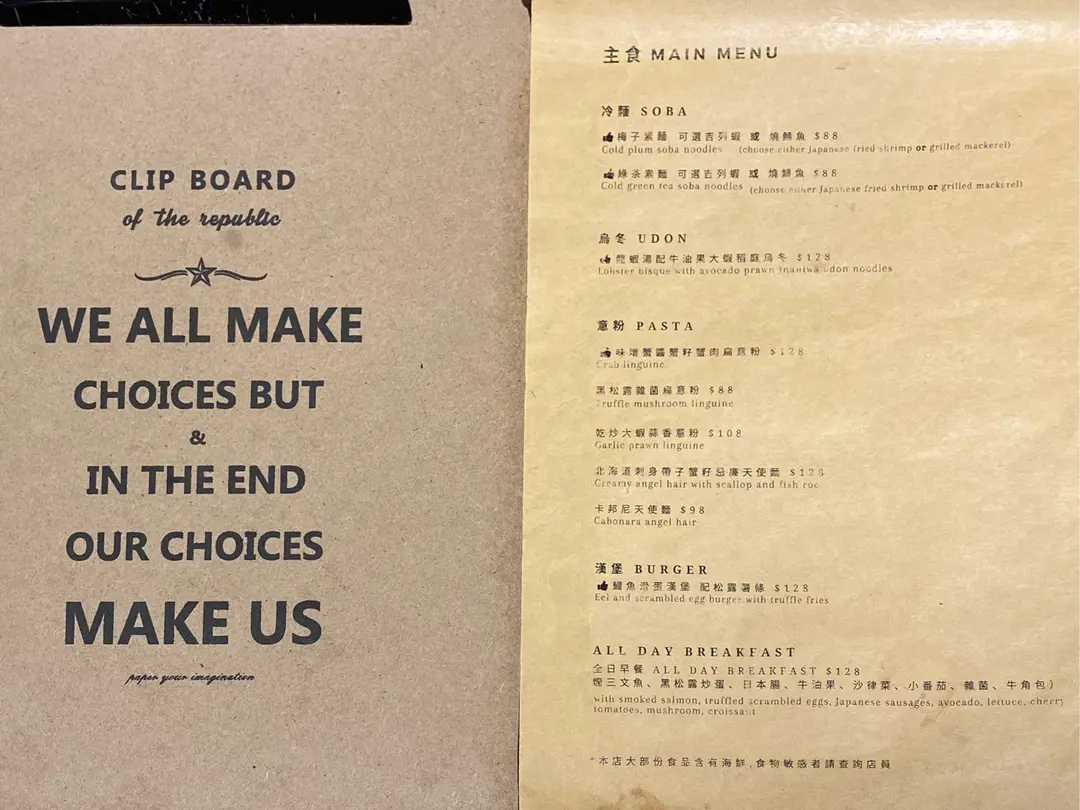 CLIP BOARD
of the republic
WE ALL MAKE
CHOICES BUT
&
IN THE END
OUR CHOICES
MAKE US
paper your imagination
主食 MAIN MENU
冷麵 SOBA
梅子素麵 可選吉列蝦 或 燒鯖魚 $88
Cold plum soba noodles (choose either Japanese fried shrimp or grilled mackerel)
綠茶素麵 可選吉列蝦 或 燒鯖魚 $88
Cold green tea soba noodles (choose either Japanese fried shrimp or grilled mackerel)
烏冬 UDON
龍蝦湯配牛油果大蝦稻庭烏冬 $128
Lobster bisque with avocado prawn Inaniwa udon noodles
意粉 PASTA
味增蟹醬蟹籽蟹肉扁意粉 $128
Crab linguine
黑松露雜菌扁意粉 $88
Truffle mushroom linguine
乾炒大蝦蒜香意粉 $108
Garlic prawn linguine
北海道刺身帶子蟹籽忌廉天使麵 $128
Creamy angel hair with scallop and fish roe
卡邦尼天使麵 $98
Cabonara angel hair
漢堡 BURGER
鰻魚滑蛋漢堡 配松露薯條 $128
Eel and scrambled egg burger with truffle fries
ALL DAY BREAKFAST
全日早餐 ALL DAY BREAKFAST $128
煙三文魚、黑松露炒蛋、日本腸、牛油果、沙律菜、小番茄、雜菌、牛角包）
with smoked salmon, truffled scrambled eggs, Japanese sausages, avocado, lettuce, cherry
tomatoes, mushroom, croissant
*本店大部份食品含有海鮮,食物敏感者請查詢店員